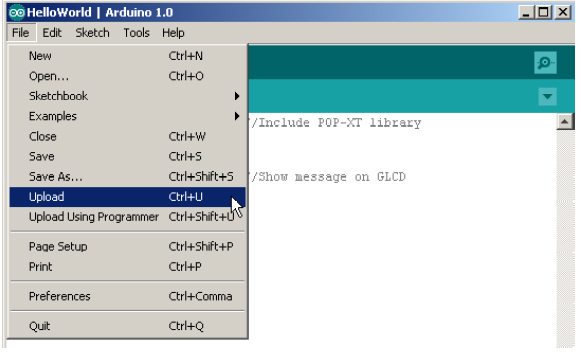 HelloWorld | Arduino 1.0
File Edit Sketch Tools Help
New Ctrl+N
Open... Ctrl+O
Sketchbook
Examples
Close Ctrl+W
Save Ctrl+S
Save As... Ctrl+Shift+S
Upload Ctrl+U
Upload Using Programmer Ctrl+Shift+U
Page Setup Ctrl+Shift+P
Print Ctrl+P
Preferences Ctrl+Comma
Quit Ctrl+Q
/Include POP-XT library
/Show message on GLCD